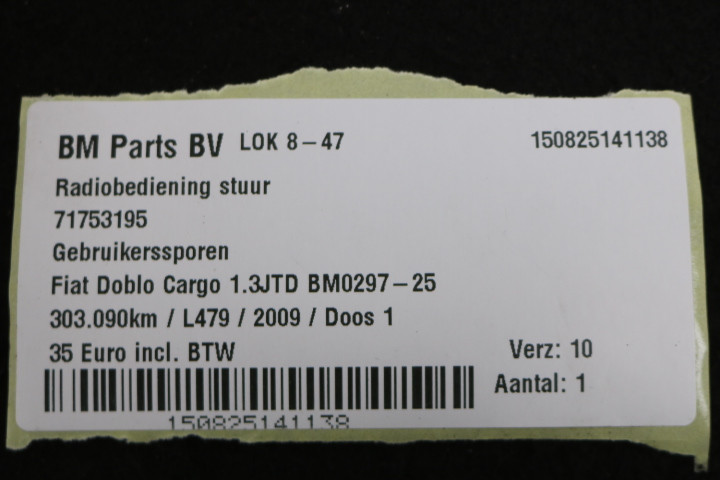 BM Parts BV LOK 8-47 150825141138
Radiobediening stuur
71753195
Gebruikerssporen
Fiat Doblo Cargo 1.3JTD BM0297-25
303.090km / L479 / 2009 / Doos 1
35 Euro incl. BTW Verz: 10
Aantal: 1
150825141138